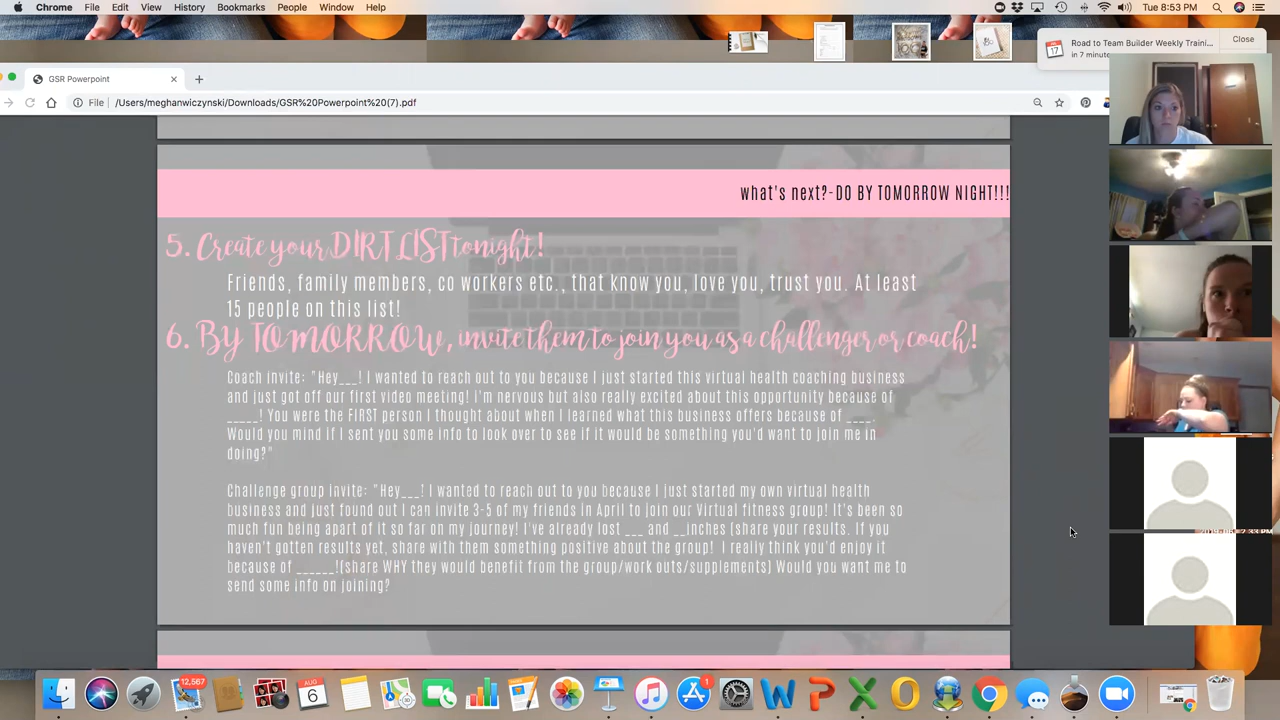 Chrome File Edit View History Bookmarks People Window Help Tue 8:53 PM
Road to Team Builder Weekly Traini...
in 7 minute
Close
17
GSR Powerpoint
File /Users/meghanwiczynski/Downloads/GSR%20Powerpoint%20(7).pdf
what's next?-DO BY TOMORROW NIGHT!!!
5. Create your DIRT LIST tonight!
Friends, family members, co workers etc., that know you, love you, trust you. At least
15 people on this list!
6. By TOMORROW, invite them to join you as a challenger or coach!
Coach invite: "Hey___! I wanted to reach out to you because I just started this virtual health coaching business
and just got off our first video meeting! I'm nervous but also really excited about this opportunity because of
_____! You were the FIRST person I thought about when I learned what this business offers because of ____.
Would you mind if I sent you some info to look over to see if it would be something you'd want to join me in
doing?"
Challenge group invite: "Hey___! I wanted to reach out to you because I just started my own virtual health
business and just found out I can invite 3-5 of my friends in April to join our Virtual fitness group! It's been so
much fun being apart of it so far on my journey! I've already lost ___ and __inches (share your results. If you
haven't gotten results yet, share with them something positive about the group! I really think you'd enjoy it
because of ______!(share WHY they would benefit from the group/work outs/supplements) Would you want me to
send some info on joining?
12,567
AUG
6
1